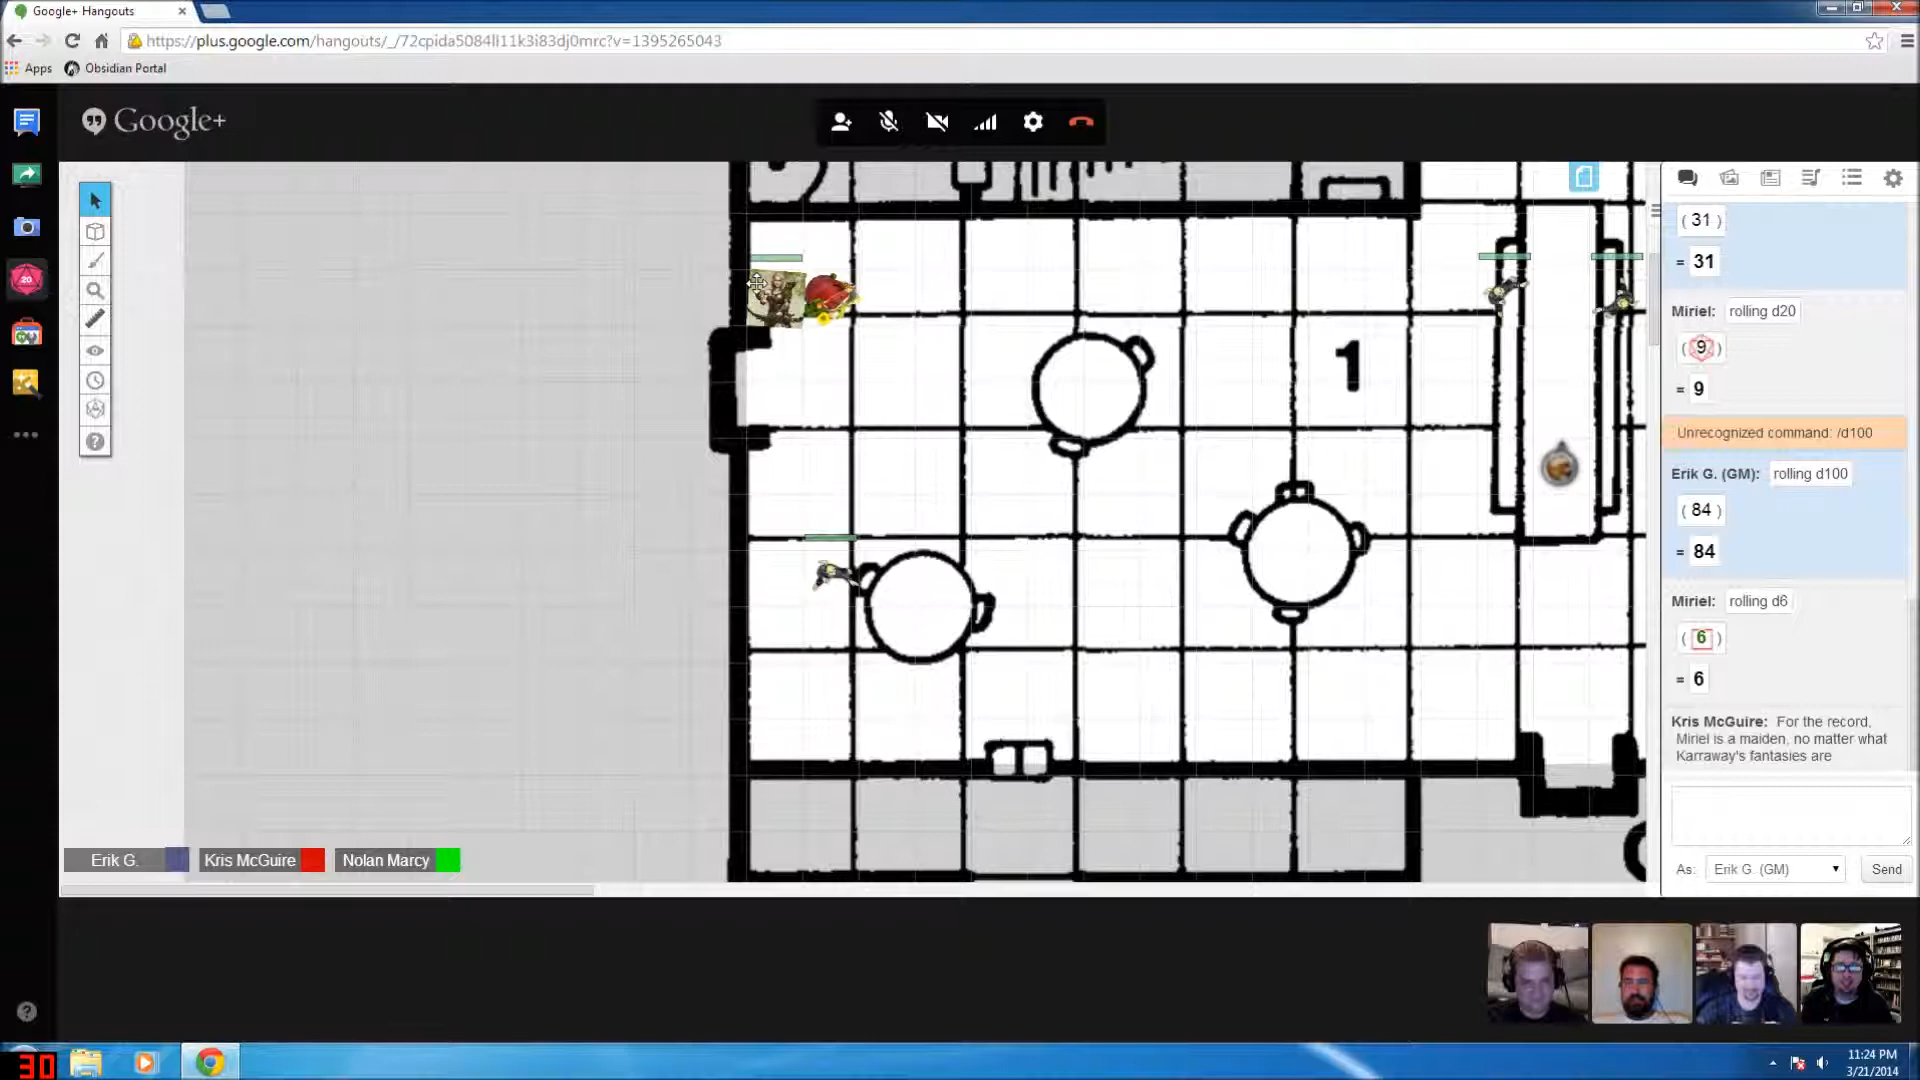 Google+ Hangouts
https://plus.google.com/hangouts/_/72cpida5084ll11k3i83dj0mrc?v=1395265043
Apps
Obsidian Portal
Google+
20
1
( 31 )
= 31
Miriel: rolling d20
( 9 )
= 9
Unrecognized command: /d100
Erik G. (GM): rolling d100
( 84 )
= 84
Miriel: rolling d6
( 6 )
= 6
Kris McGuire: For the record,
Miriel is a maiden, no matter what
Karraway's fantasies are
Erik G.
Kris McGuire
Nolan Marcy
As: Erik G. (GM)
Send
30
11:24 PM
3/21/2014